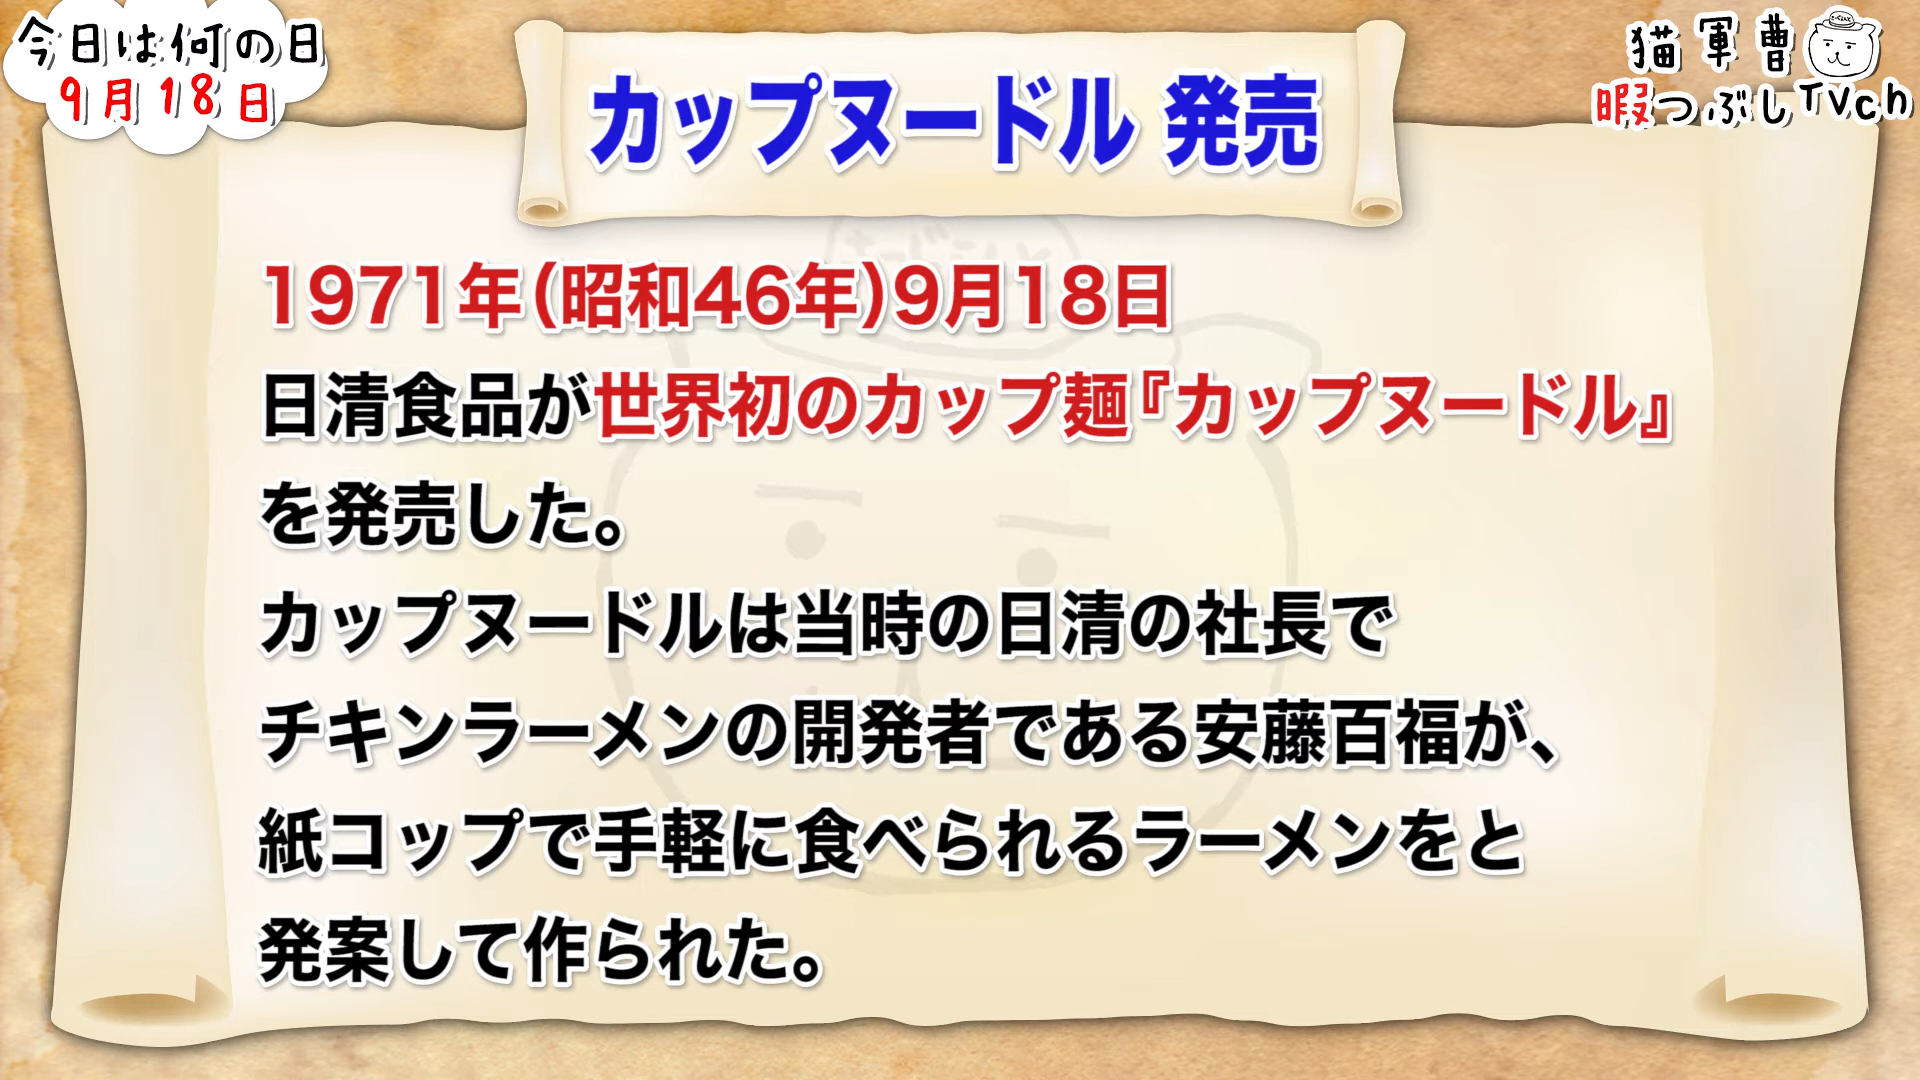 今日は何の日
9月18日
カップヌードル 発売
猫軍曹
暇つぶしTVch
1971年(昭和46年)9月18日
日清食品が世界初のカップ麺『カップヌードル』
を発売した。
カップヌードルは当時の日清の社長で
チキンラーメンの開発者である安藤百福が、
紙コップで手軽に食べられるラーメンをと
発案して作られた。